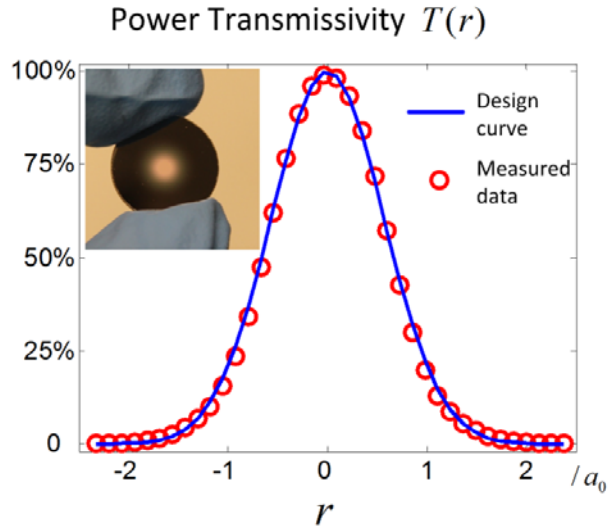 Power Transmissivity T(r)
100%
75%
50%
25%
0
Design
curve
Measured
data
-2 -1 0 1 2 /a₀
r